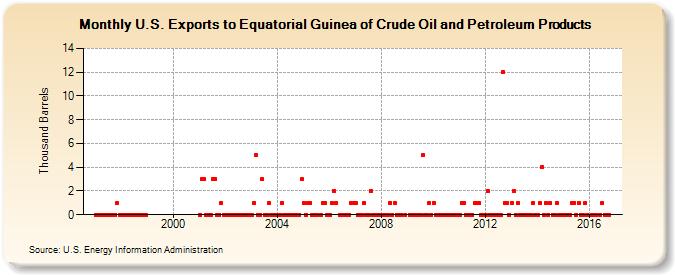 Monthly U.S. Exports to Equatorial Guinea of Crude Oil and Petroleum Products
Thousand Barrels
14
12
10
8
6
4
2
0
2000 2004 2008 2012 2016
Source: U.S. Energy Information Administration